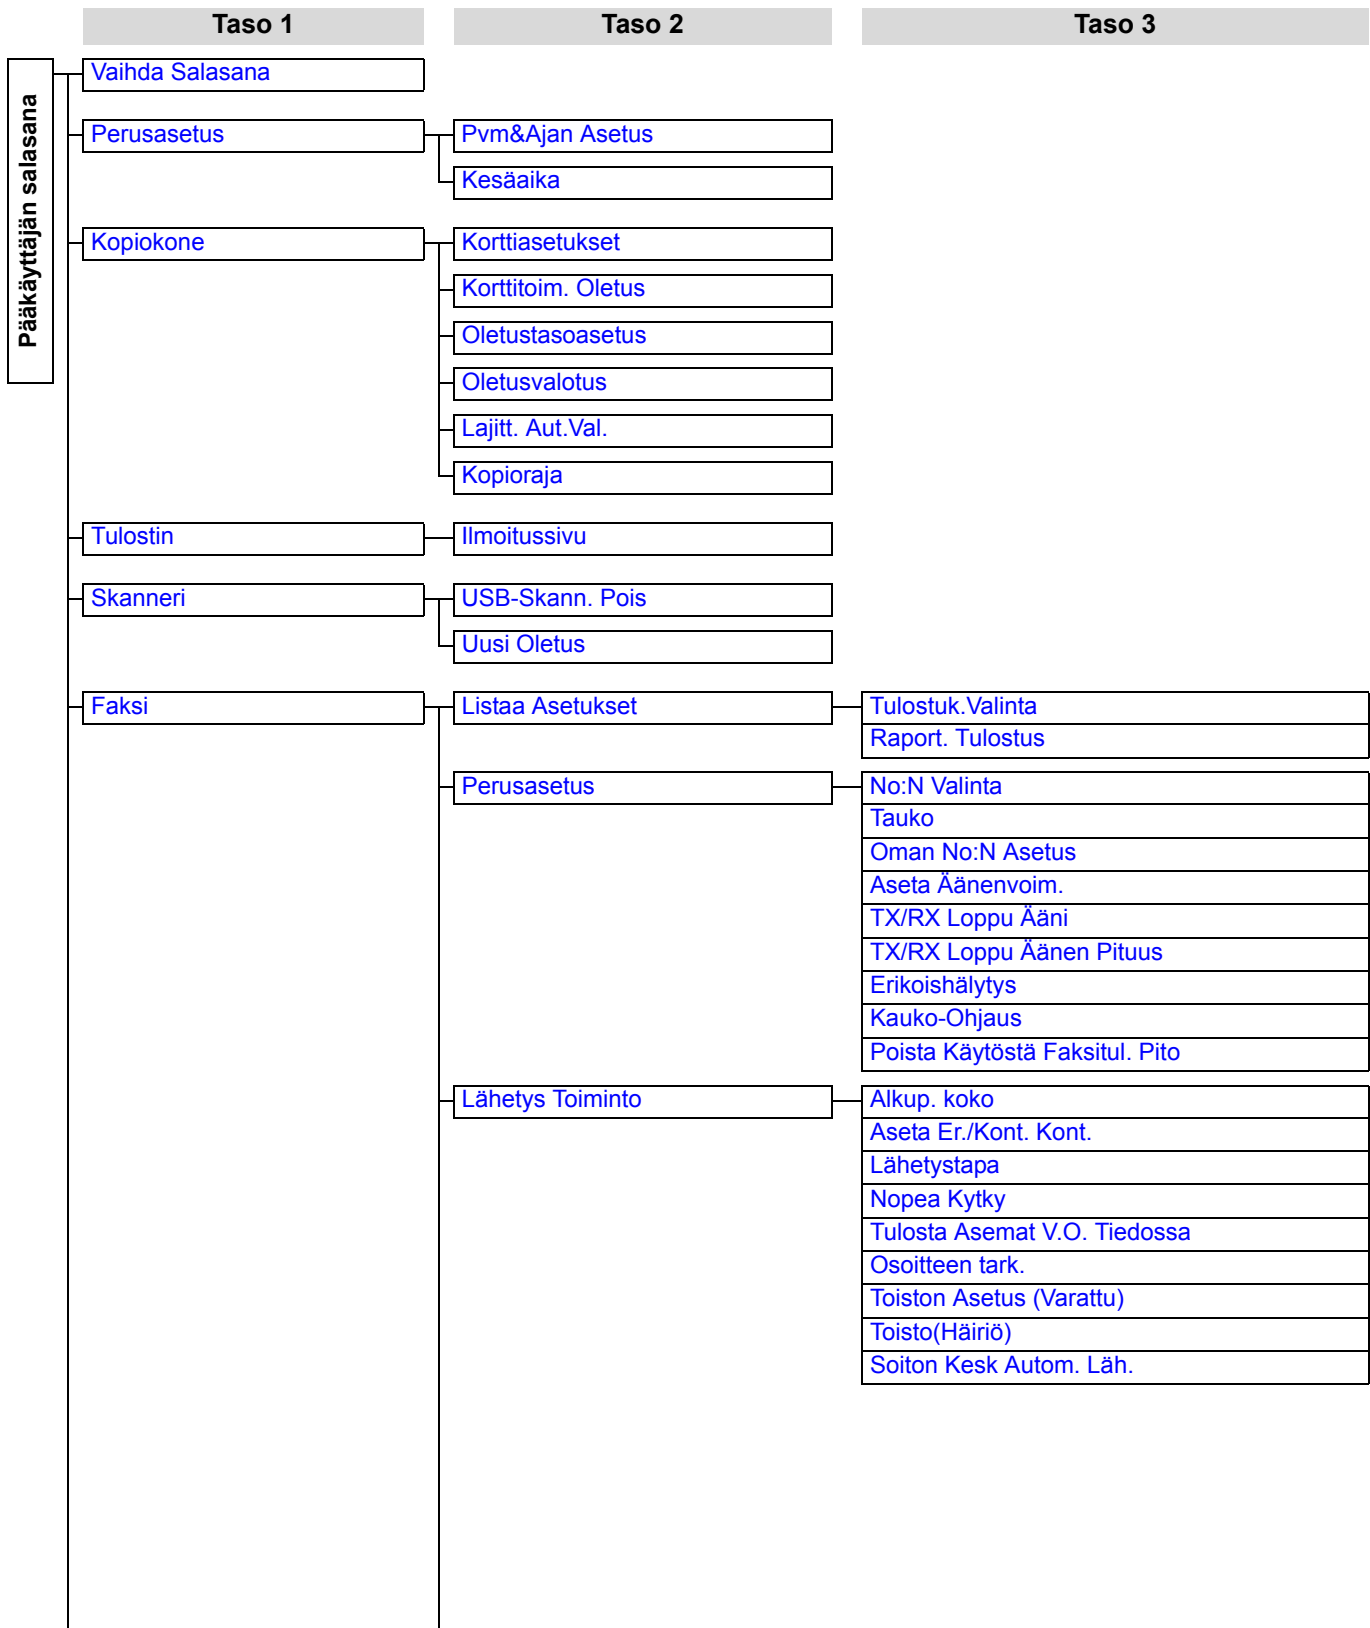 Taso 1
Taso 2
Taso 3
Pääkäyttäjän salasana
Vaihda Salasana
Perusasetus
Pvm&Ajan Asetus
Kesäaika
Kopiokone
Korttiasetukset
Korttitoim. Oletus
Oletustasoasetus
Oletusvalotus
Lajitt. Aut.Val.
Kopioraja
Tulostin
Ilmoitussivu
Skanneri
USB-Skann. Pois
Uusi Oletus
Faksi
Listaa Asetukset
Tulostuk.Valinta
Raport. Tulostus
Perusasetus
No:N Valinta
Tauko
Oman No:N Asetus
Aseta Äänenvoim.
TX/RX Loppu Ääni
TX/RX Loppu Äänen Pituus
Erikoishälytys
Kauko-Ohjaus
Poista Käytöstä Faksitul. Pito
Lähetys Toiminto
Alkup. koko
Aseta Er./Kont. Kont.
Lähetystapa
Nopea Kytky
Tulosta Asemat V.O. Tiedossa
Osoitteen tark.
Toiston Asetus (Varattu)
Toisto(Häiriö)
Soiton Kesk Autom. Läh.